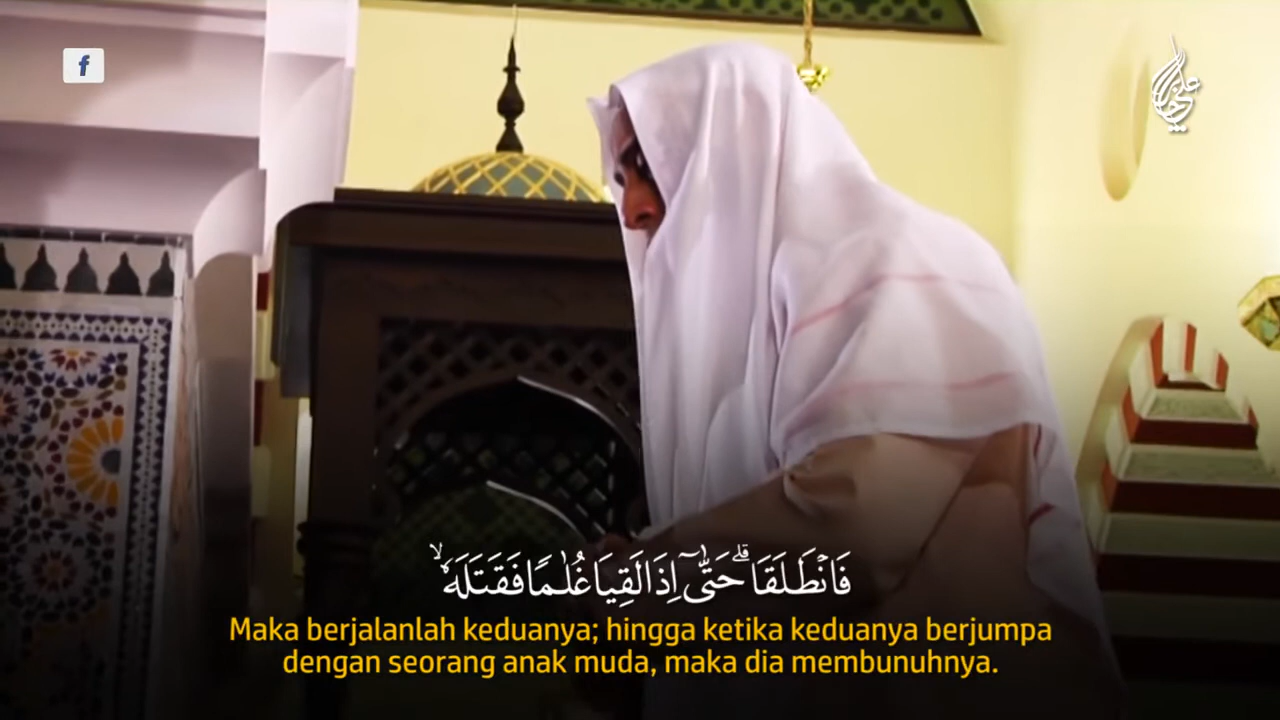 f
فَانْطَلَقَا ۗ حَتّٰىٓ اِذَا لَقِيَا غُلٰمًا فَقَتَلَهٗ ۙ
Maka berjalanlah keduanya; hingga ketika keduanya berjumpa
dengan seorang anak muda, maka dia membunuhnya.